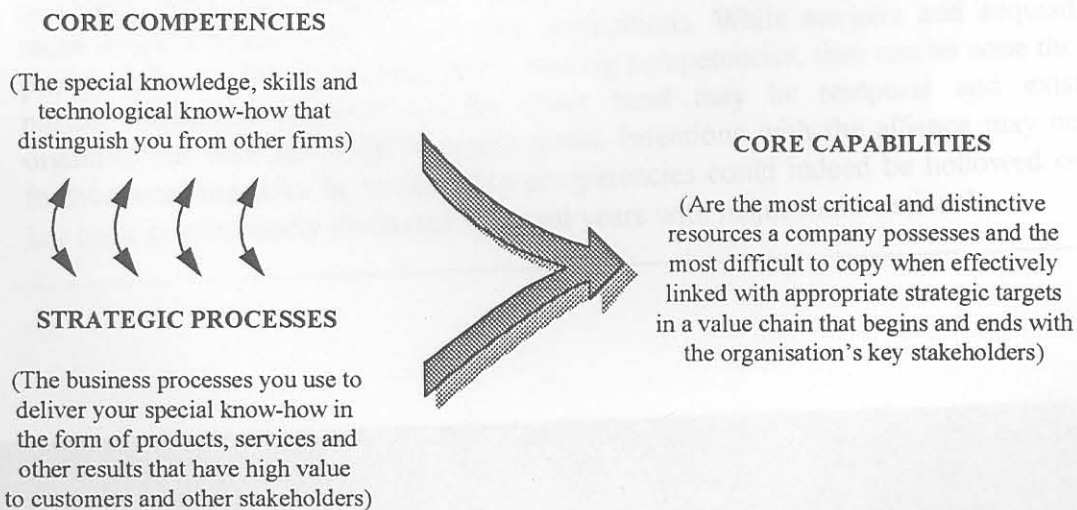 CORE COMPETENCIES
(The special knowledge, skills and
technological know-how that
distinguish you from other firms)
STRATEGIC PROCESSES
(The business processes you use to
deliver your special know-how in
the form of products, services and
other results that have high value
to customers and other stakeholders)
CORE CAPABILITIES
(Are the most critical and distinctive
resources a company possesses and the
most difficult to copy when effectively
linked with appropriate strategic targets
in a value chain that begins and ends with
the organisation's key stakeholders)